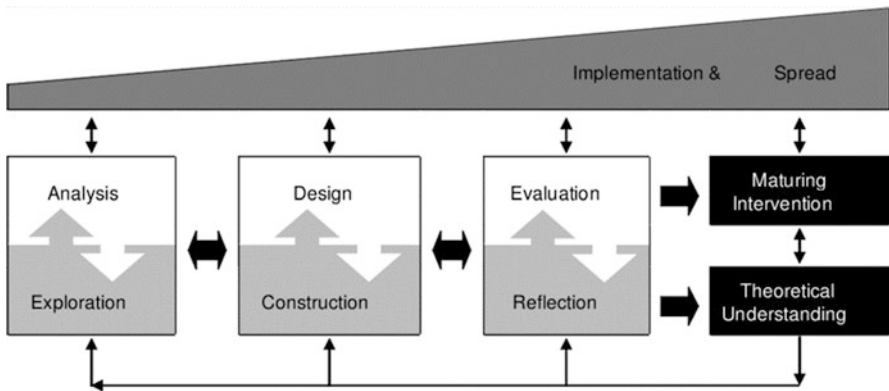 Implementation & Spread
Analysis
Design
Evaluation
Maturing
Intervention
Exploration
Construction
Reflection
Theoretical
Understanding